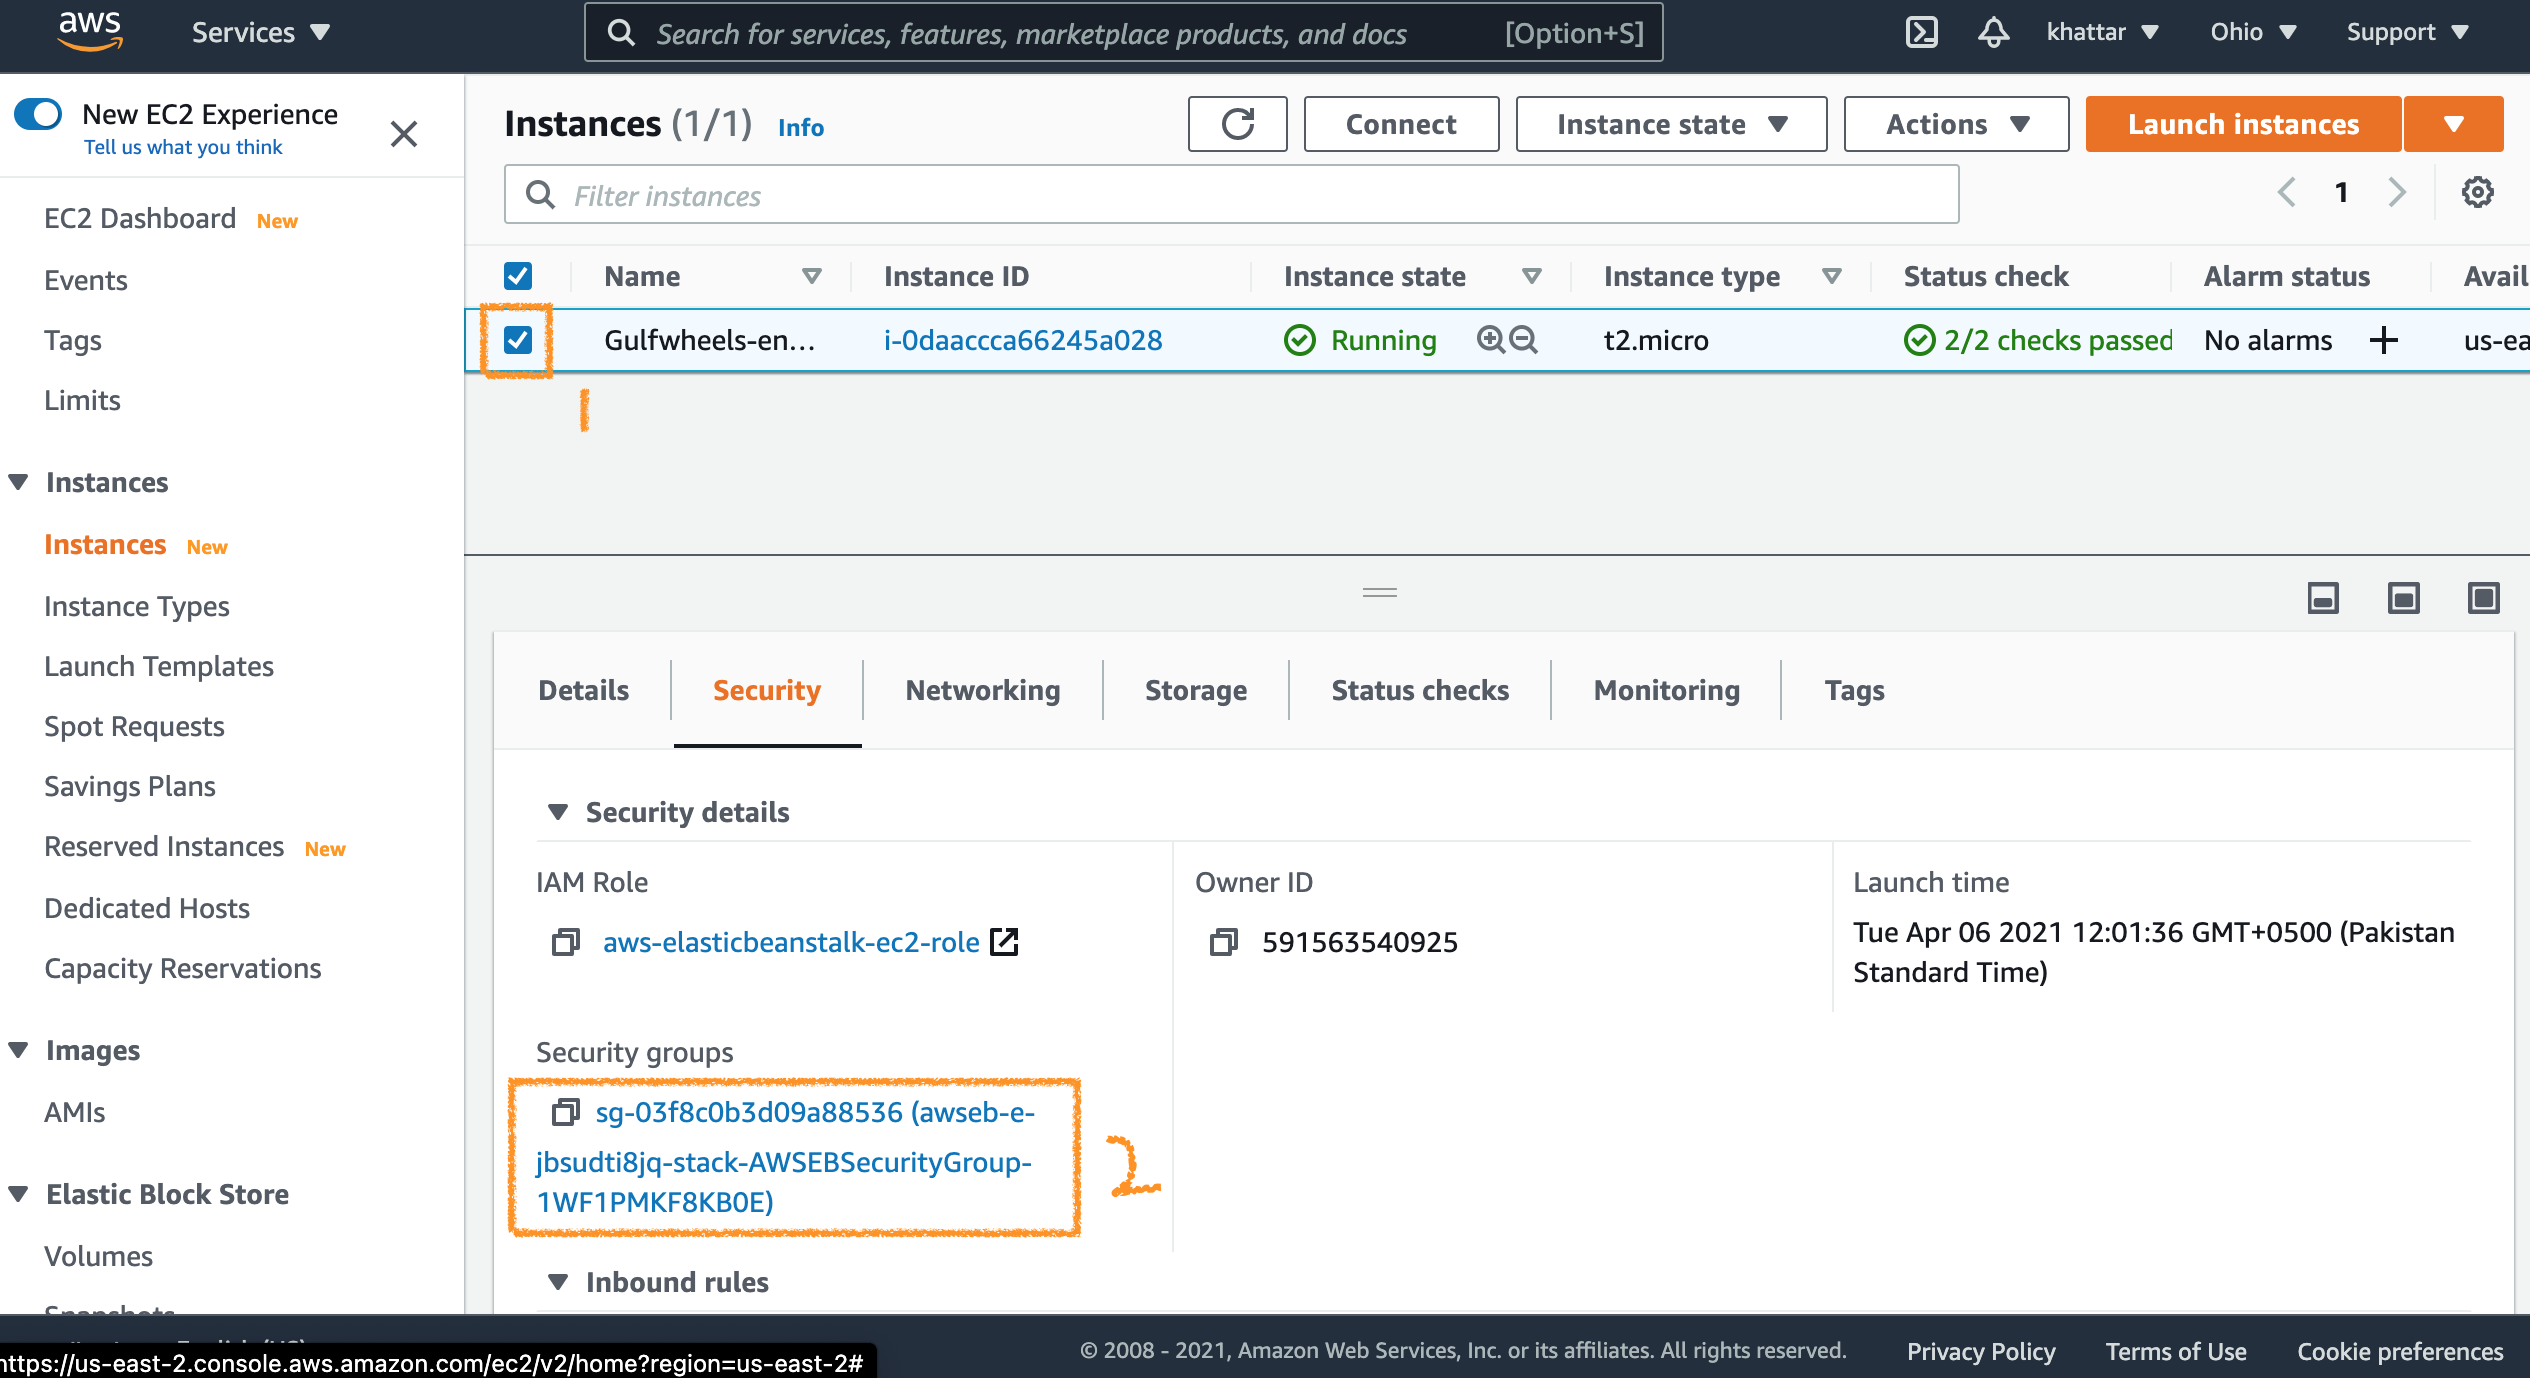 aws
Services
Search for services, features, marketplace products, and docs [Option+S]
khattar
Ohio
Support
New EC2 Experience
Tell us what you think
EC2 Dashboard New
Events
Tags
Limits
Instances
Instances New
Instance Types
Launch Templates
Spot Requests
Savings Plans
Reserved Instances New
Dedicated Hosts
Capacity Reservations
Images
AMIs
Elastic Block Store
Volumes
Snapshots
Instances (1/1) Info
Connect
Instance state
Actions
Launch instances
Filter instances
1
Name Instance ID Instance state Instance type Status check Alarm status Avail
Gulfwheels-en... i-0daaccca66245a028 Running t2.micro 2/2 checks passed No alarms us-ea
1
Details Security Networking Storage Status checks Monitoring Tags
Security details
IAM Role
aws-elasticbeanstalk-ec2-role
Owner ID
591563540925
Launch time
Tue Apr 06 2021 12:01:36 GMT+0500 (Pakistan
Standard Time)
Security groups
sg-03f8c0b3d09a88536 (awseb-e-
jbsudti8jq-stack-AWSEBSecurityGroup-
1WF1PMKF8KB0E)
2
Inbound rules
https://us-east-2.console.aws.amazon.com/ec2/v2/home?region=us-east-2#
© 2008 - 2021, Amazon Web Services, Inc. or its affiliates. All rights reserved. Privacy Policy Terms of Use Cookie preferences